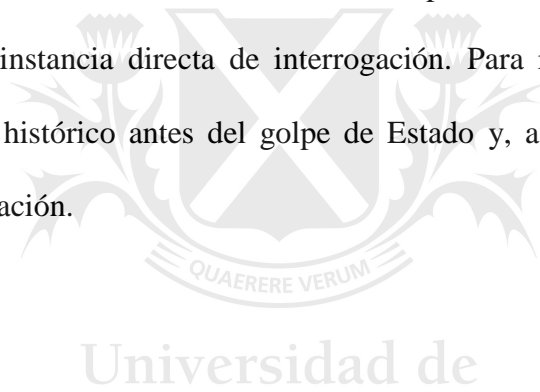 instancia directa de interrogación. Para
histórico antes del golpe de Estado y, a
ación.
QUAERERE VERUM
Universidad de